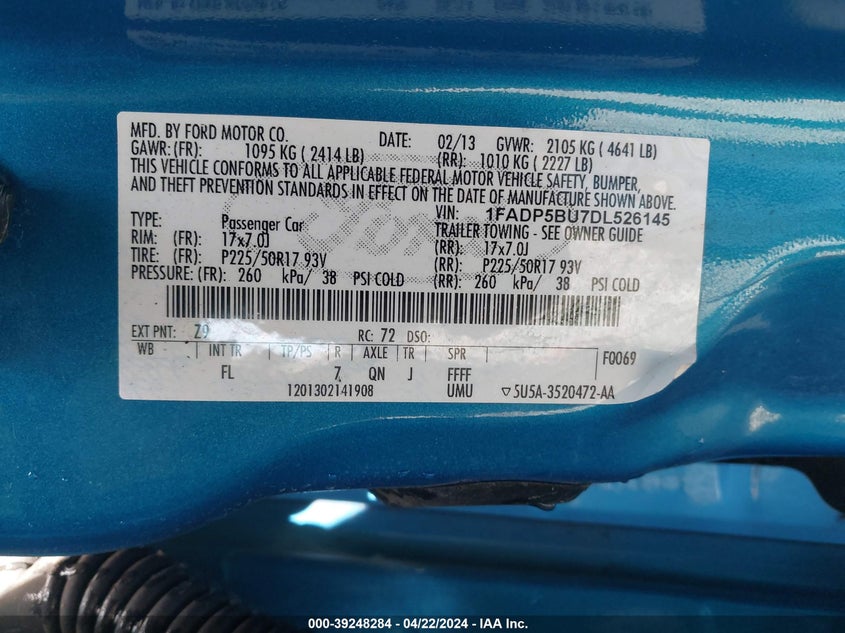 MFD. BY FORD MOTOR CO. DATE: 02/13 GVWR: 2105 KG ( 4641 LB)
GAWR: (FR): 1095 KG ( 2414 LB) (RR): 1010 KG ( 2227 LB)
THIS VEHICLE CONFORMS TO ALL APPLICABLE FEDERAL MOTOR VEHICLE SAFETY, BUMPER,
AND THEFT PREVENTION STANDARDS IN EFFECT ON THE DATE OF MANUFACTURE SHOWN ABOVE.
VIN: 1FADP5BU7DL526145
TYPE: Passenger Car TRAILER TOWING - SEE OWNER GUIDE
RIM: (FR): 17x7.0J (RR): 17x7.0J
TIRE: (FR): P225/50R17 93V (RR): P225/50R17 93V
PRESSURE: (FR): 260 kPa/ 38 PSI COLD (RR): 260 kPa/ 38 PSI COLD
EXT PNT: Z9 RC: 72 DSO:
WB INT TR TP/PS R AXLE TR SPR F0069
FL 7 QN J FFFF
1201302141908 UMU ▽5U5A-3520472-AA
000-39248284 - 04/22/2024 - IAA Inc.